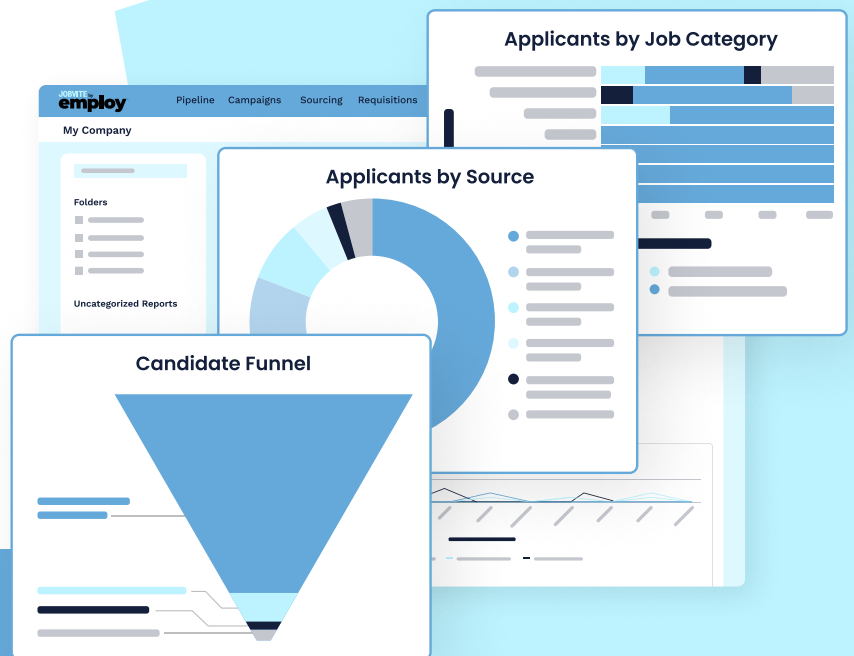 Applicants by Job Category
JOBVITE by
employ
Pipeline Campaigns Sourcing Requisitions
My Company
Applicants by Source
Folders
Uncategorized Reports
Candidate Funnel